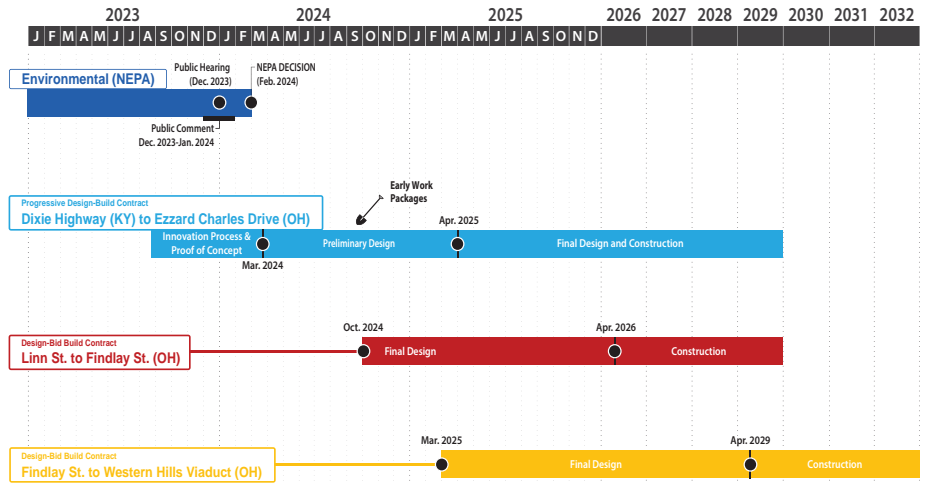 2023 2024 2025 2026 2027 2028 2029 2030 2031 2032
J F M A M J J A S O N D J F M A M J J A S O N D J F M A M J J A S O N D
Public Hearing
(Dec. 2023)
NEPA DECISION
(Feb. 2024)
Environmental (NEPA)
Public Comment
Dec. 2023-Jan. 2024
Early Work
Packages
Progressive Design-Build Contract
Dixie Highway (KY) to Ezzard Charles Drive (OH)
Apr. 2025
Innovation Process &
Proof of Concept
Preliminary Design
Final Design and Construction
Mar. 2024
Oct. 2024
Apr. 2026
Design-Bid Build Contract
Linn St. to Findlay St. (OH)
Final Design
Construction
Mar. 2025
Apr. 2029
Design-Bid Build Contract
Findlay St. to Western Hills Viaduct (OH)
Final Design
Construction